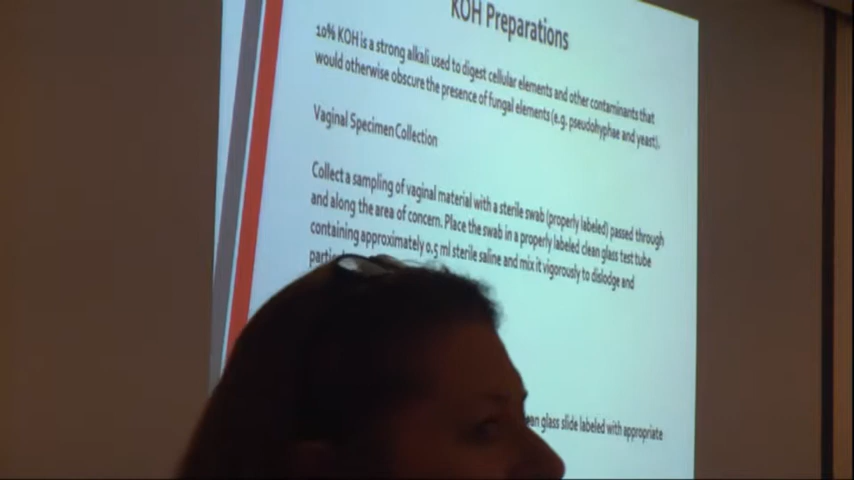 KOH Preparations
10% KOH is a strong alkali used to digest cellular elements and other contaminants that
would otherwise obscure the presence of fungal elements (e.g. pseudohyphae and yeast).
Vaginal Specimen Collection
Collect a sampling of vaginal material with a sterile swab (properly labeled) passed through
and along the area of concern. Place the swab in a properly labeled clean glass test tube
containing approximately 0.5 ml sterile saline and mix it vigorously to dislodge and
glass slide labeled with appropriate